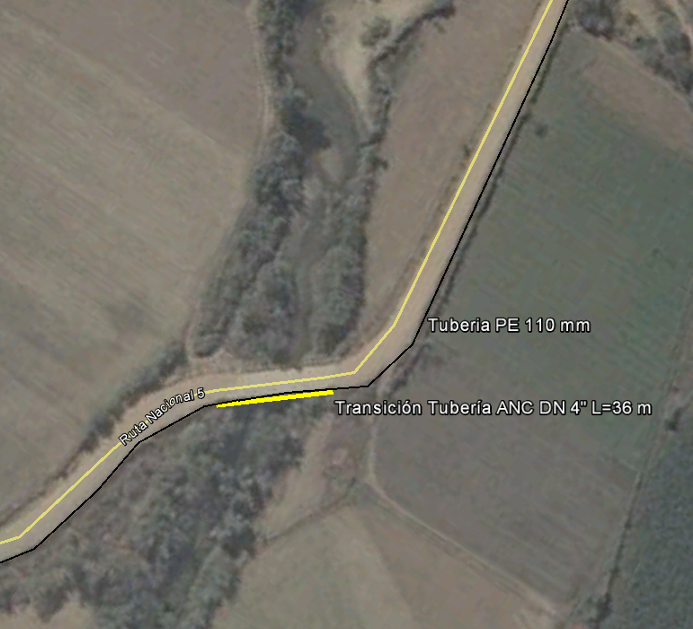 Tuberia PE 110 mm
Ruta Nacional 5
Transición Tubería ANC DN 4" L=36 m